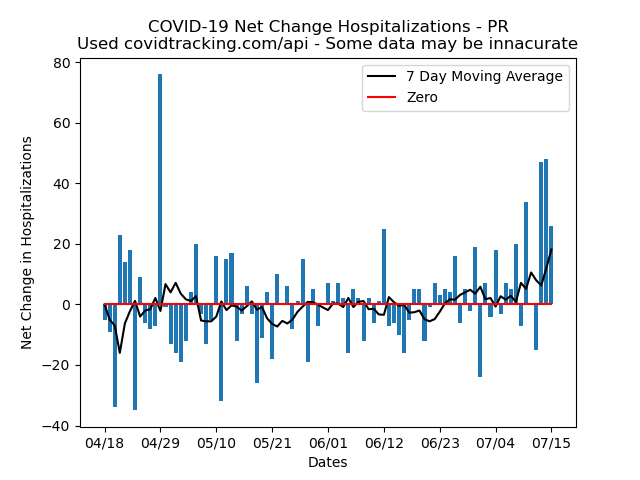 COVID-19 Net Change Hospitalizations - PR
Used covidtracking.com/api - Some data may be innacurate
7 Day Moving Average
Zero
Net Change in Hospitalizations
80
60
40
20
0
−20
−40
04/18 04/29 05/10 05/21 06/01 06/12 06/23 07/04 07/15
Dates